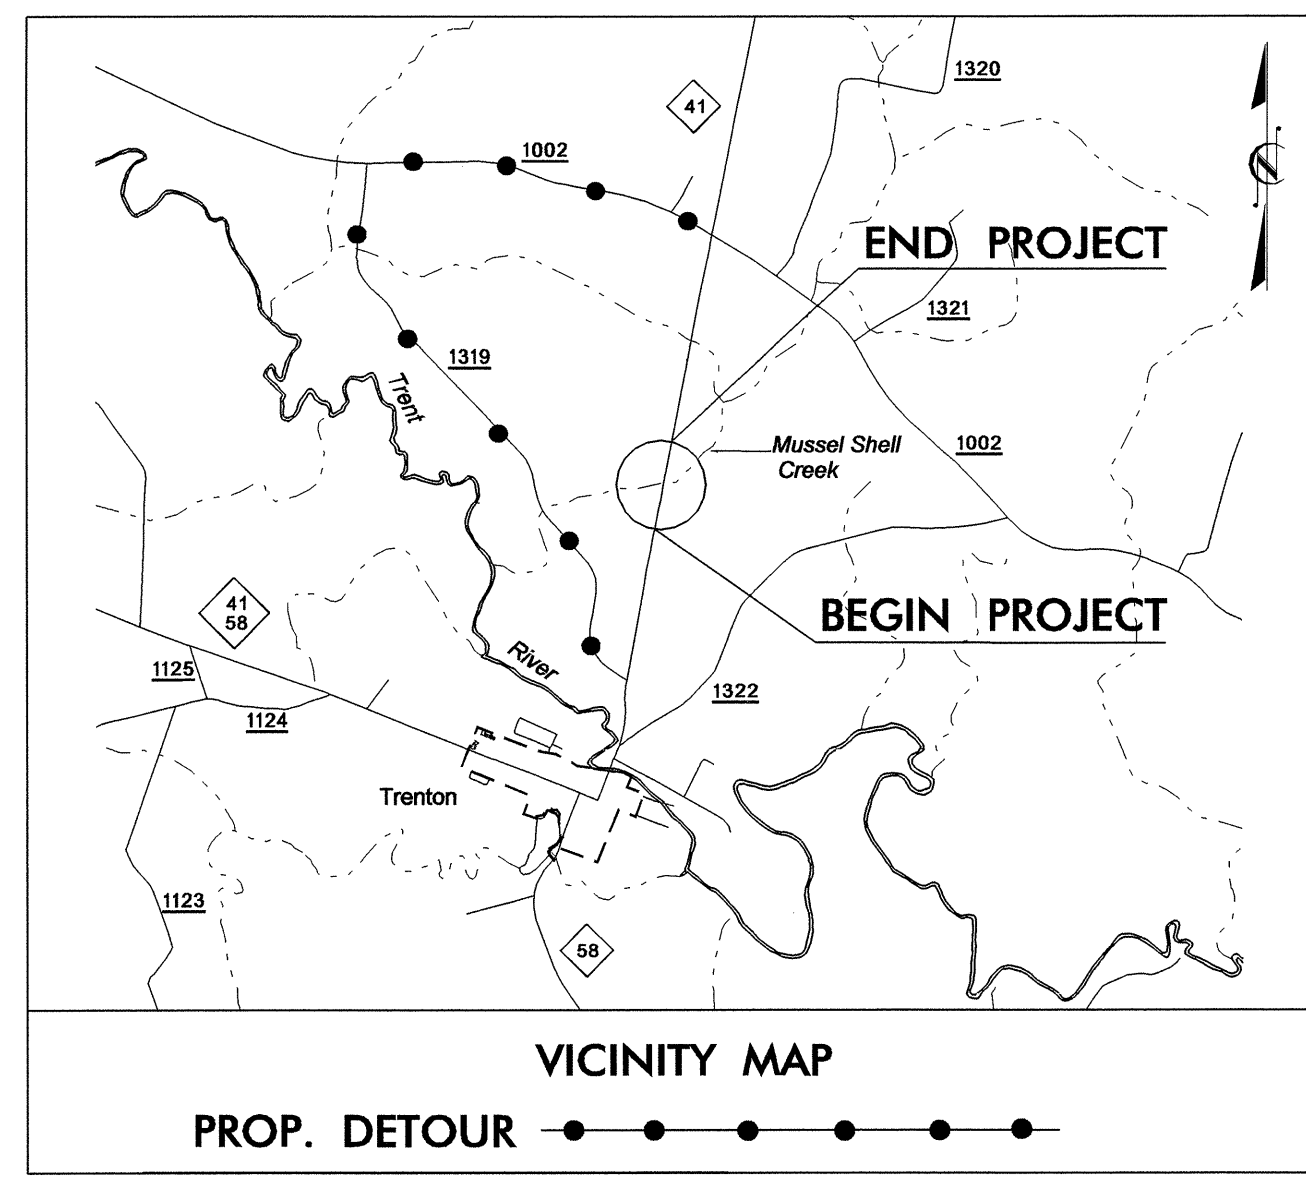 1320
41
1002
END PROJECT
1321
1319
Trent
Mussel Shell
Creek
1002
41
58
BEGIN PROJECT
River
1125
1322
1124
Trenton
1123
58
N
VICINITY MAP
PROP. DETOUR